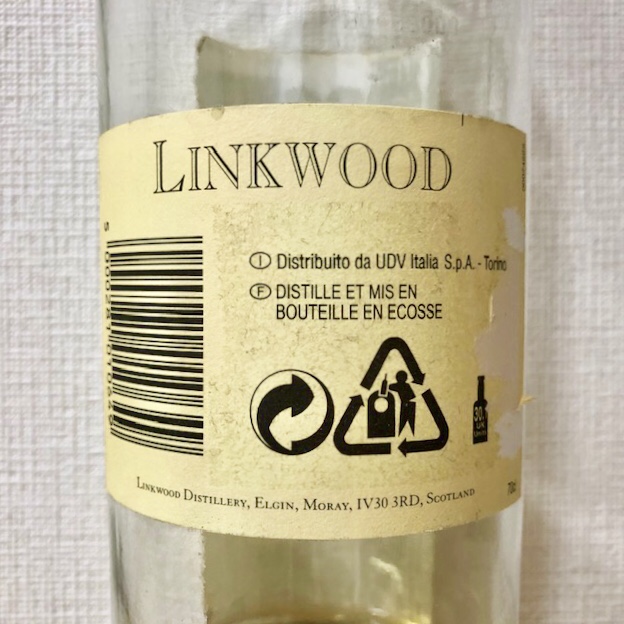 LINKWOOD
Ⓘ Distribuito da UDV Italia S.p.A. - Torino
Ⓕ DISTILLE ET MIS EN
BOUTEILLE EN ECOSSE
LINKWOOD DISTILLERY, ELGIN, MORAY, IV30 3RD, SCOTLAND